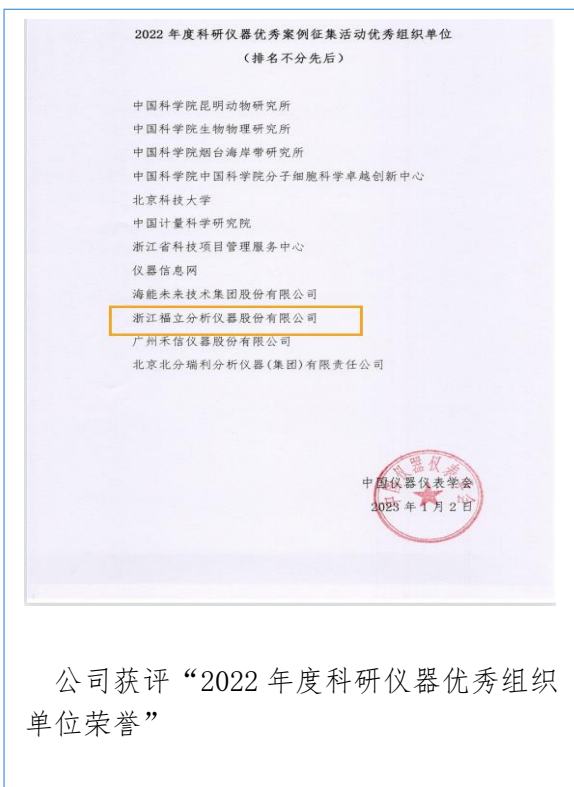 2022 年度科研仪器优秀案例征集活动优秀组织单位
（排名不分先后）
中国科学院昆明动物研究所
中国科学院生物物理研究所
中国科学院烟台海岸带研究所
中国科学院中国科学院分子细胞科学卓越创新中心
北京科技大学
中国计量科学研究院
浙江省科技项目管理服务中心
仪器信息网
海能未来技术集团股份有限公司
浙江福立分析仪器股份有限公司
广州禾信仪器股份有限公司
北京北分瑞利分析仪器(集团)有限责任公司
中国仪器仪表学会
2023 年 1 月 2 日
公司获评“2022 年度科研仪器优秀组织
单位荣誉”